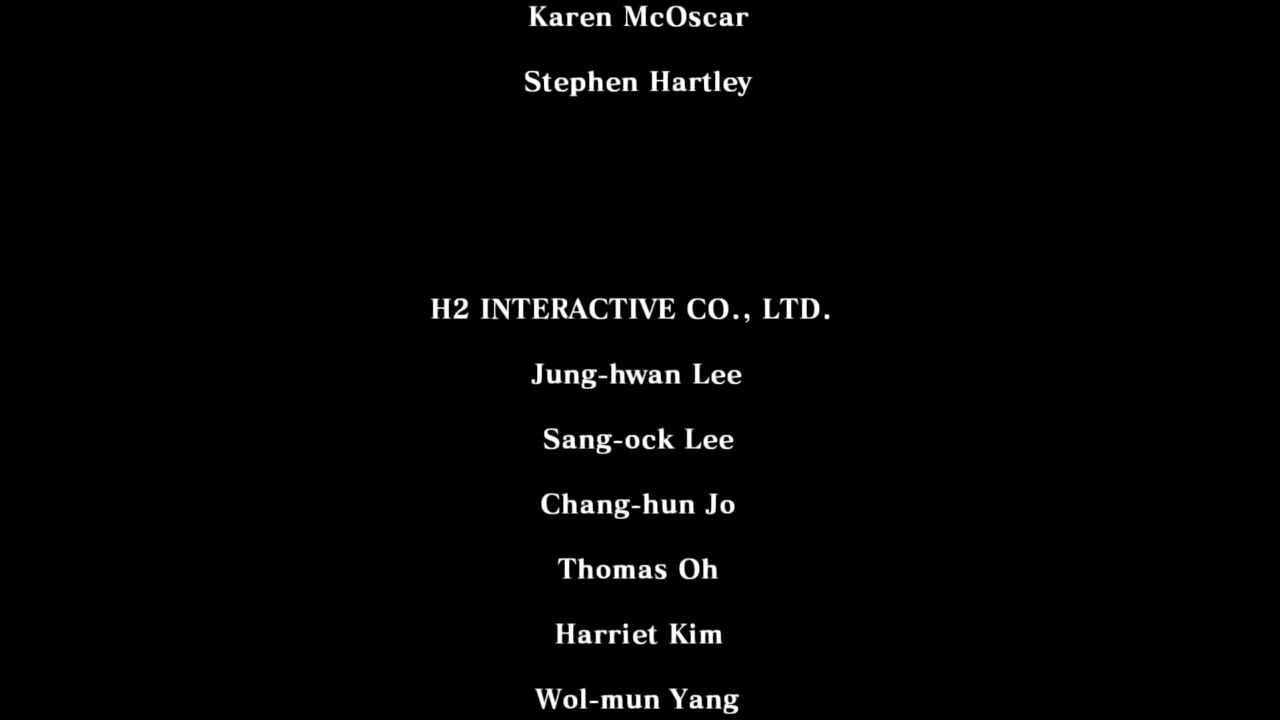 Karen McOscar
Stephen Hartley
H2 INTERACTIVE CO., LTD.
Jung-hwan Lee
Sang-ock Lee
Chang-hun Jo
Thomas Oh
Harriet Kim
Wol-mun Yang